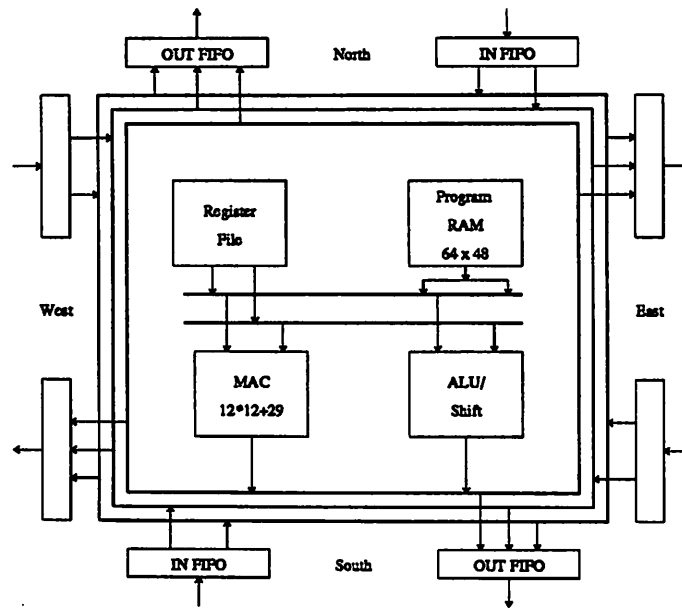 OUT FIFO
North
IN FIFO
Register
File
Program
RAM
64 x 48
West
East
MAC
12*12+29
ALU/
Shift
IN FIFO
South
OUT FIFO